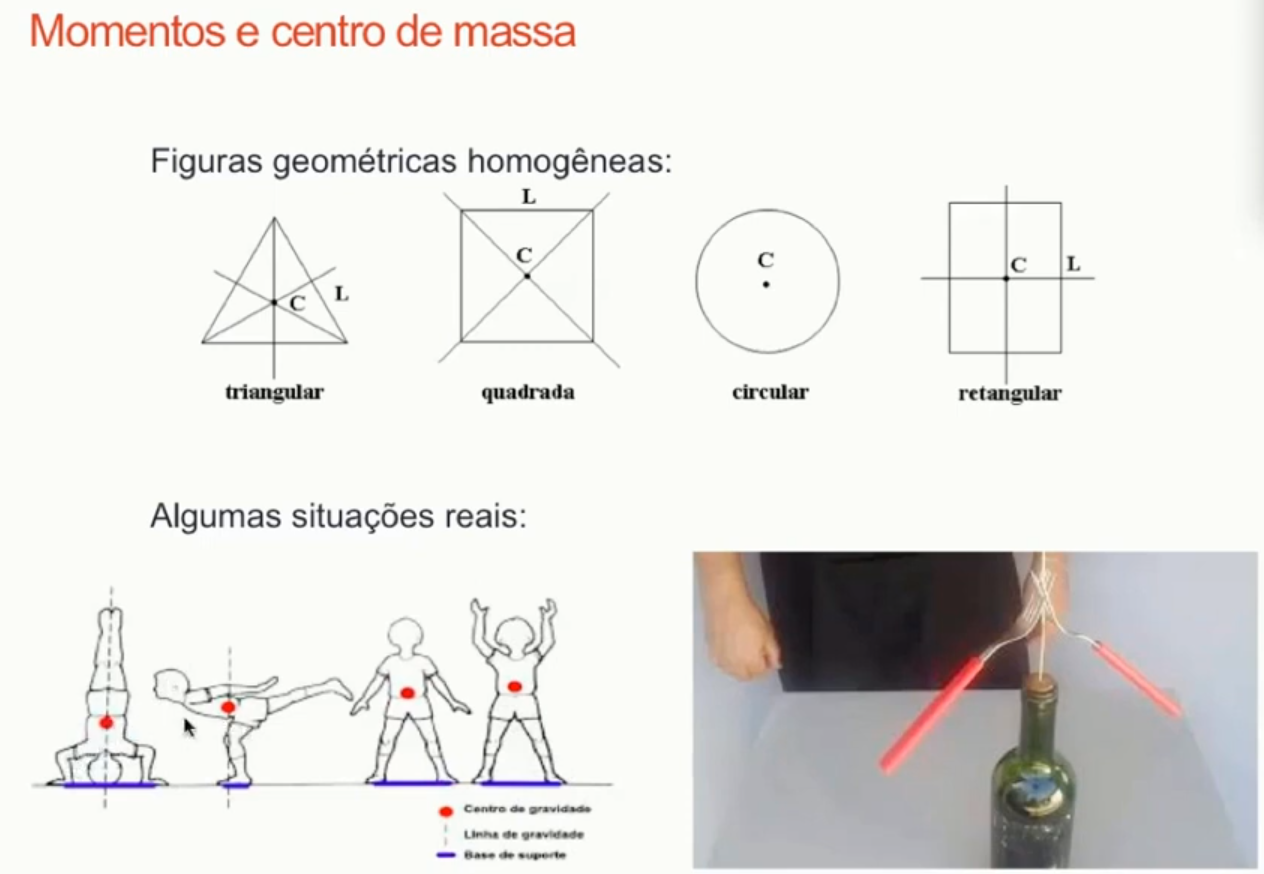 Momentos e centro de massa
Figuras geométricas homogêneas:
L
C
C
L
C
C
L
triangular
quadrada
circular
retangular
Algumas situações reais:
Centro de gravidade
Linha de gravidade
Base de suporte